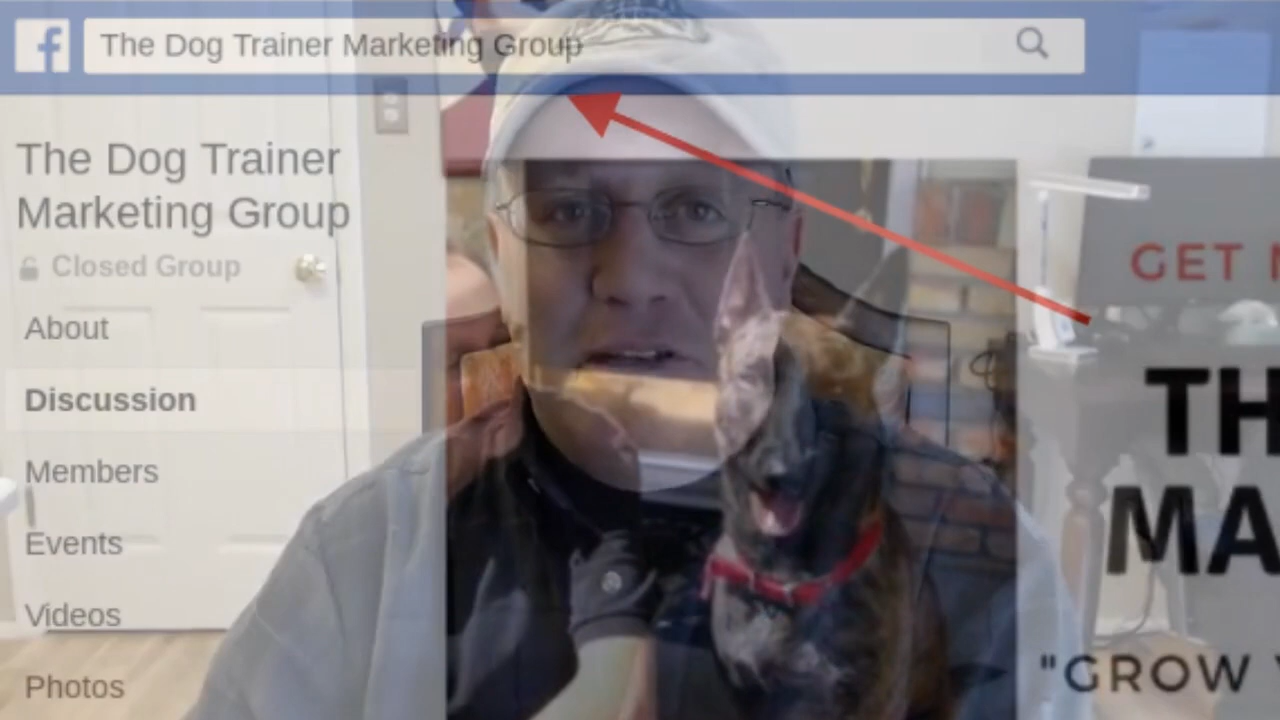 The Dog Trainer Marketing Group
The Dog Trainer
Marketing Group
Closed Group
About
Discussion
Members
Events
Videos
Photos
GET
TH
MA
"GROW